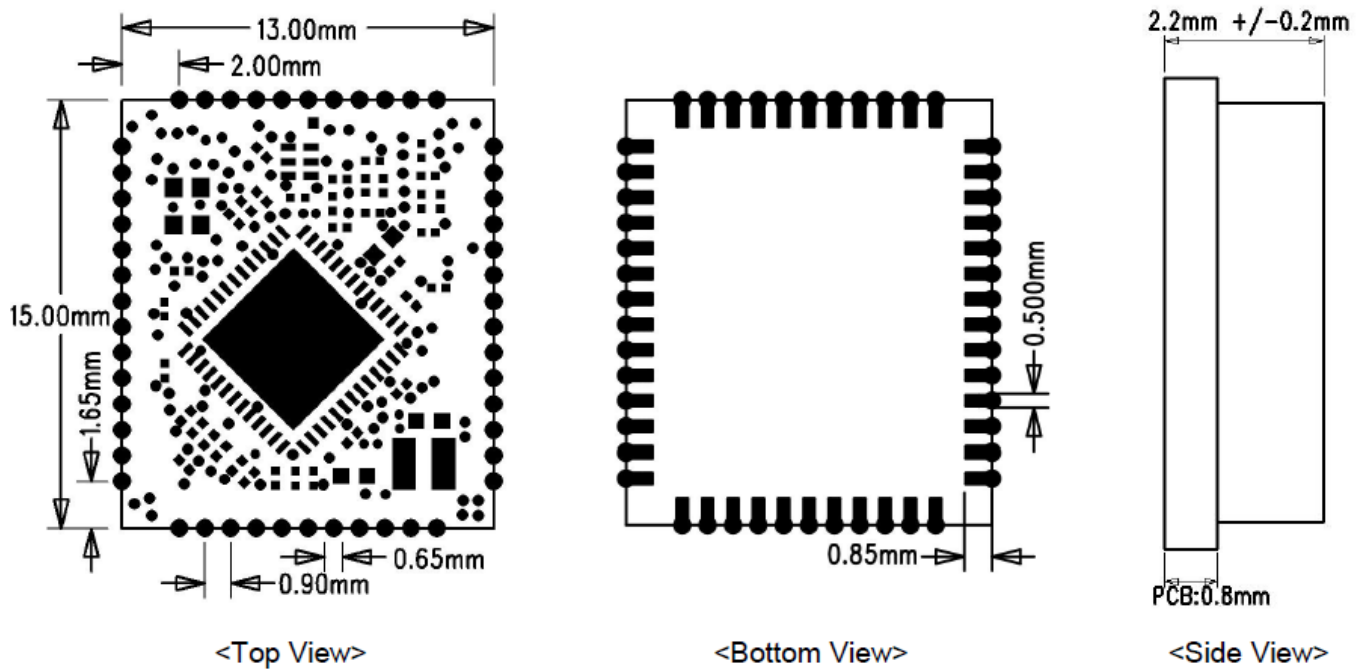 13.00mm
2.00mm
15.00mm
1.65mm
0.65mm
0.90mm
<Top View>
0.500mm
0.85mm
<Bottom View>
2.2mm +/-0.2mm
PCB:0.8mm
<Side View>